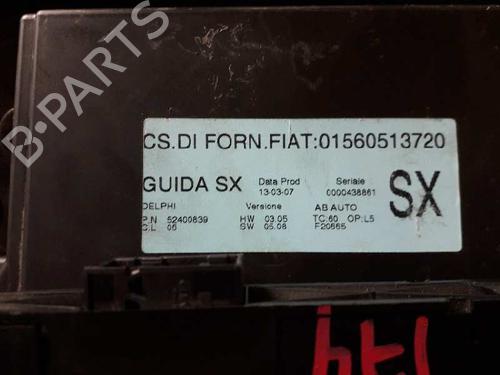 B-PARTS
CS.DI FORN.FIAT:01560513720
GUIDA SX Data Prod Seriale SX
13-03-07 0000438861
DELPHI Versione AB AUTO
P.N 52400839 HW 03.05 TC:60 OP:L5
C.L 06 SW 05.08 F20665